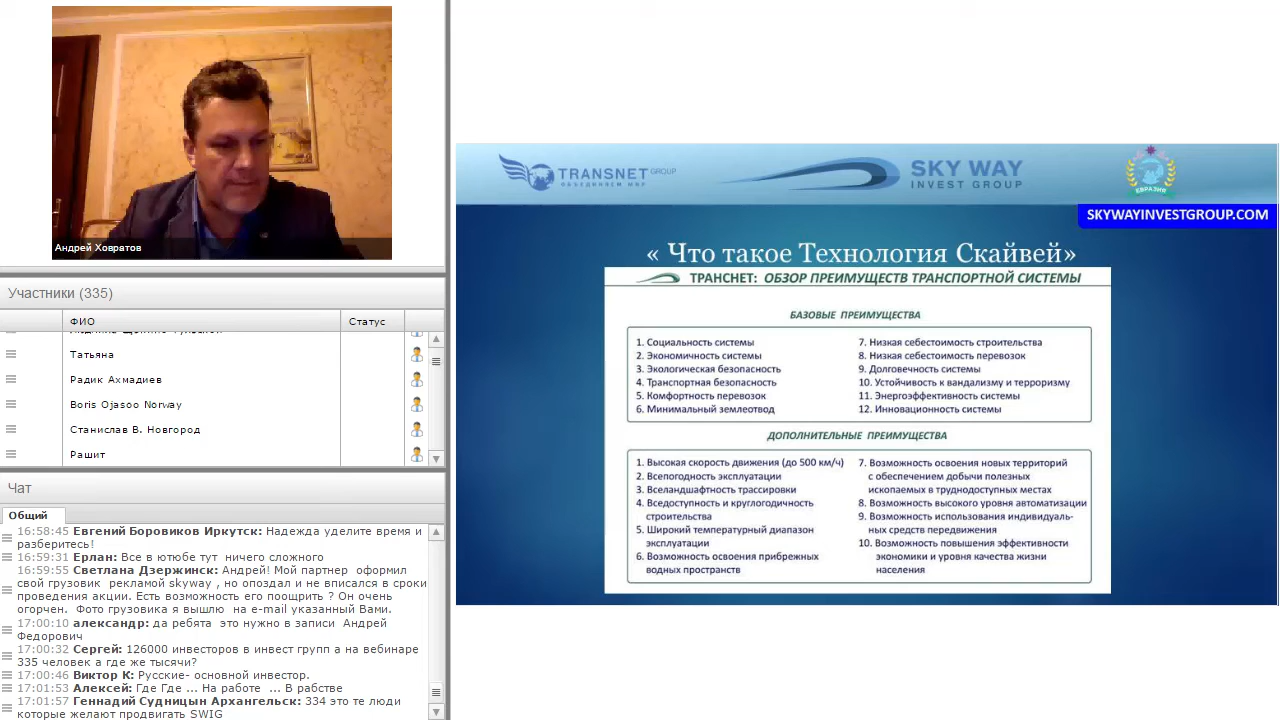 Андрей Ховратов
Участники (335)
ФИО
Статус
Татьяна
Радик Ахмадиев
Boris Ojasoo Norway
Станислав В. Новгород
Рашит
Чат
Общий
16:58:45 Евгений Боровиков Иркутск: Надежда уделите время и
разберитесь!
16:59:31 Ерлан: Все в ютюбе тут ничего сложного
16:59:55 Светлана Дзержинск: Андрей! Мой партнер оформил
свой грузовик рекламой skyway , но опоздал и не вписался в сроки
проведения акции. Есть возможность его поощрить ? Он очень
огорчен. Фото грузовика я вышлю на e-mail указанный Вами.
17:00:10 александр: да ребята это нужно в записи Андрей
Федорович
17:00:32 Сергей: 126000 инвесторов в инвест групп а на вебинаре
335 человек а где же тысячи?
17:00:46 Виктор К: Русские- основной инвестор.
17:01:53 Алексей: Где Где ... На работе ... В рабстве
17:01:57 Геннадий Судницын Архангельск: 334 это те люди
которые желают продвигать SWIG
TRANSNET GROUP
ОБЪЕДИНЯЕМ МИР
SKY WAY
INVEST GROUP
ЕВРАЗИЯ
SKYWAYINVESTGROUP.COM
« Что такое Технология Скайвей»
ТРАНСНЕТ: ОБЗОР ПРЕИМУЩЕСТВ ТРАНСПОРТНОЙ СИСТЕМЫ
БАЗОВЫЕ ПРЕИМУЩЕСТВА
1. Социальность системы
2. Экономичность системы
3. Экологическая безопасность
4. Транспортная безопасность
5. Комфортность перевозок
6. Минимальный землеотвод
7. Низкая себестоимость строительства
8. Низкая себестоимость перевозок
9. Долговечность системы
10. Устойчивость к вандализму и терроризму
11. Энергоэффективность системы
12. Инновационность системы
ДОПОЛНИТЕЛЬНЫЕ ПРЕИМУЩЕСТВА
1. Высокая скорость движения (до 500 км/ч)
2. Всепогодность эксплуатации
3. Вселандшафтность трассировки
4. Вседоступность и круглогодичность
строительства
5. Широкий температурный диапазон
эксплуатации
6. Возможность освоения прибрежных
водных пространств
7. Возможность освоения новых территорий
с обеспечением добычи полезных
ископаемых в труднодоступных местах
8. Возможность высокого уровня автоматизации
9. Возможность использования индивидуаль-
ных средств передвижения
10. Возможность повышения эффективности
экономики и уровня качества жизни
населения